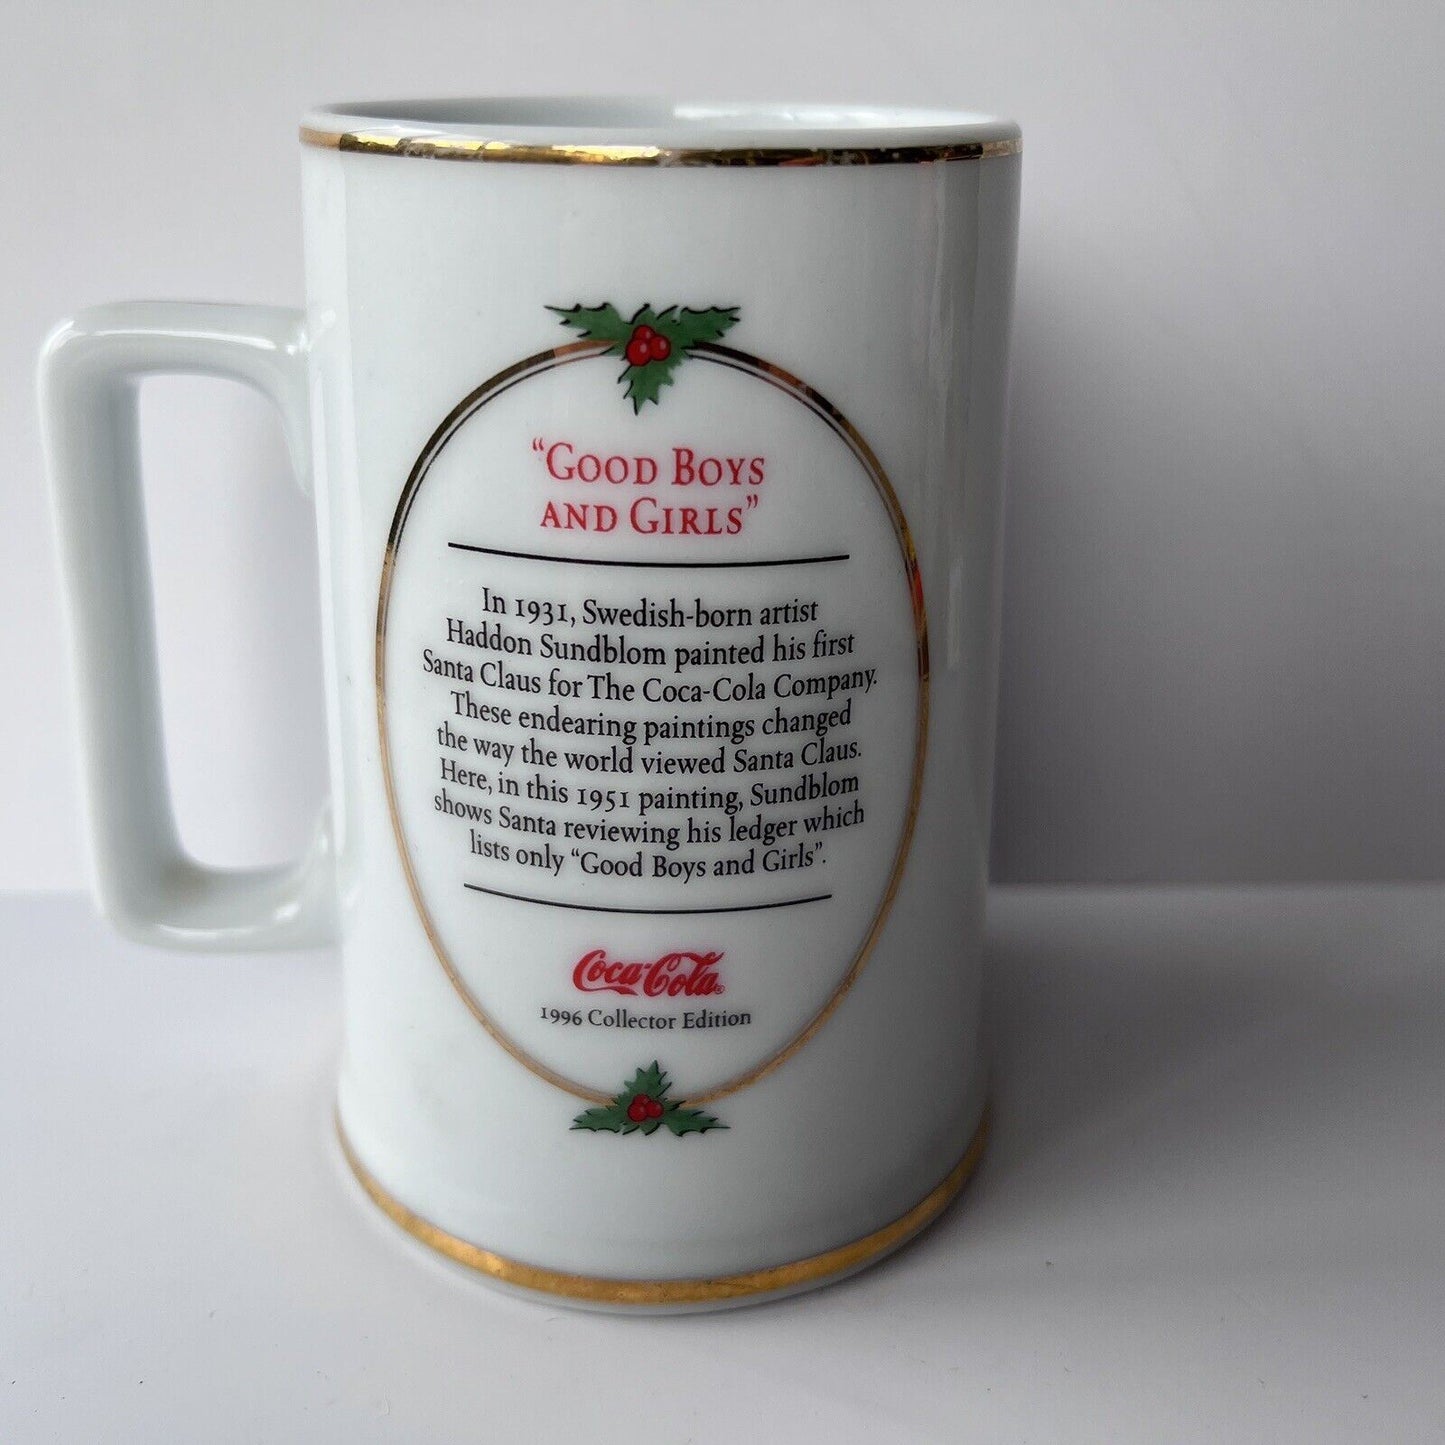 “GOOD BOYS
AND GIRLS”
In 1931, Swedish-born artist
Haddon Sundblom painted his first
Santa Claus for The Coca-Cola Company.
These endearing paintings changed
the way the world viewed Santa Claus.
Here, in this 1951 painting, Sundblom
shows Santa reviewing his ledger which
lists only “Good Boys and Girls”.
Coca-Cola®
1996 Collector Edition